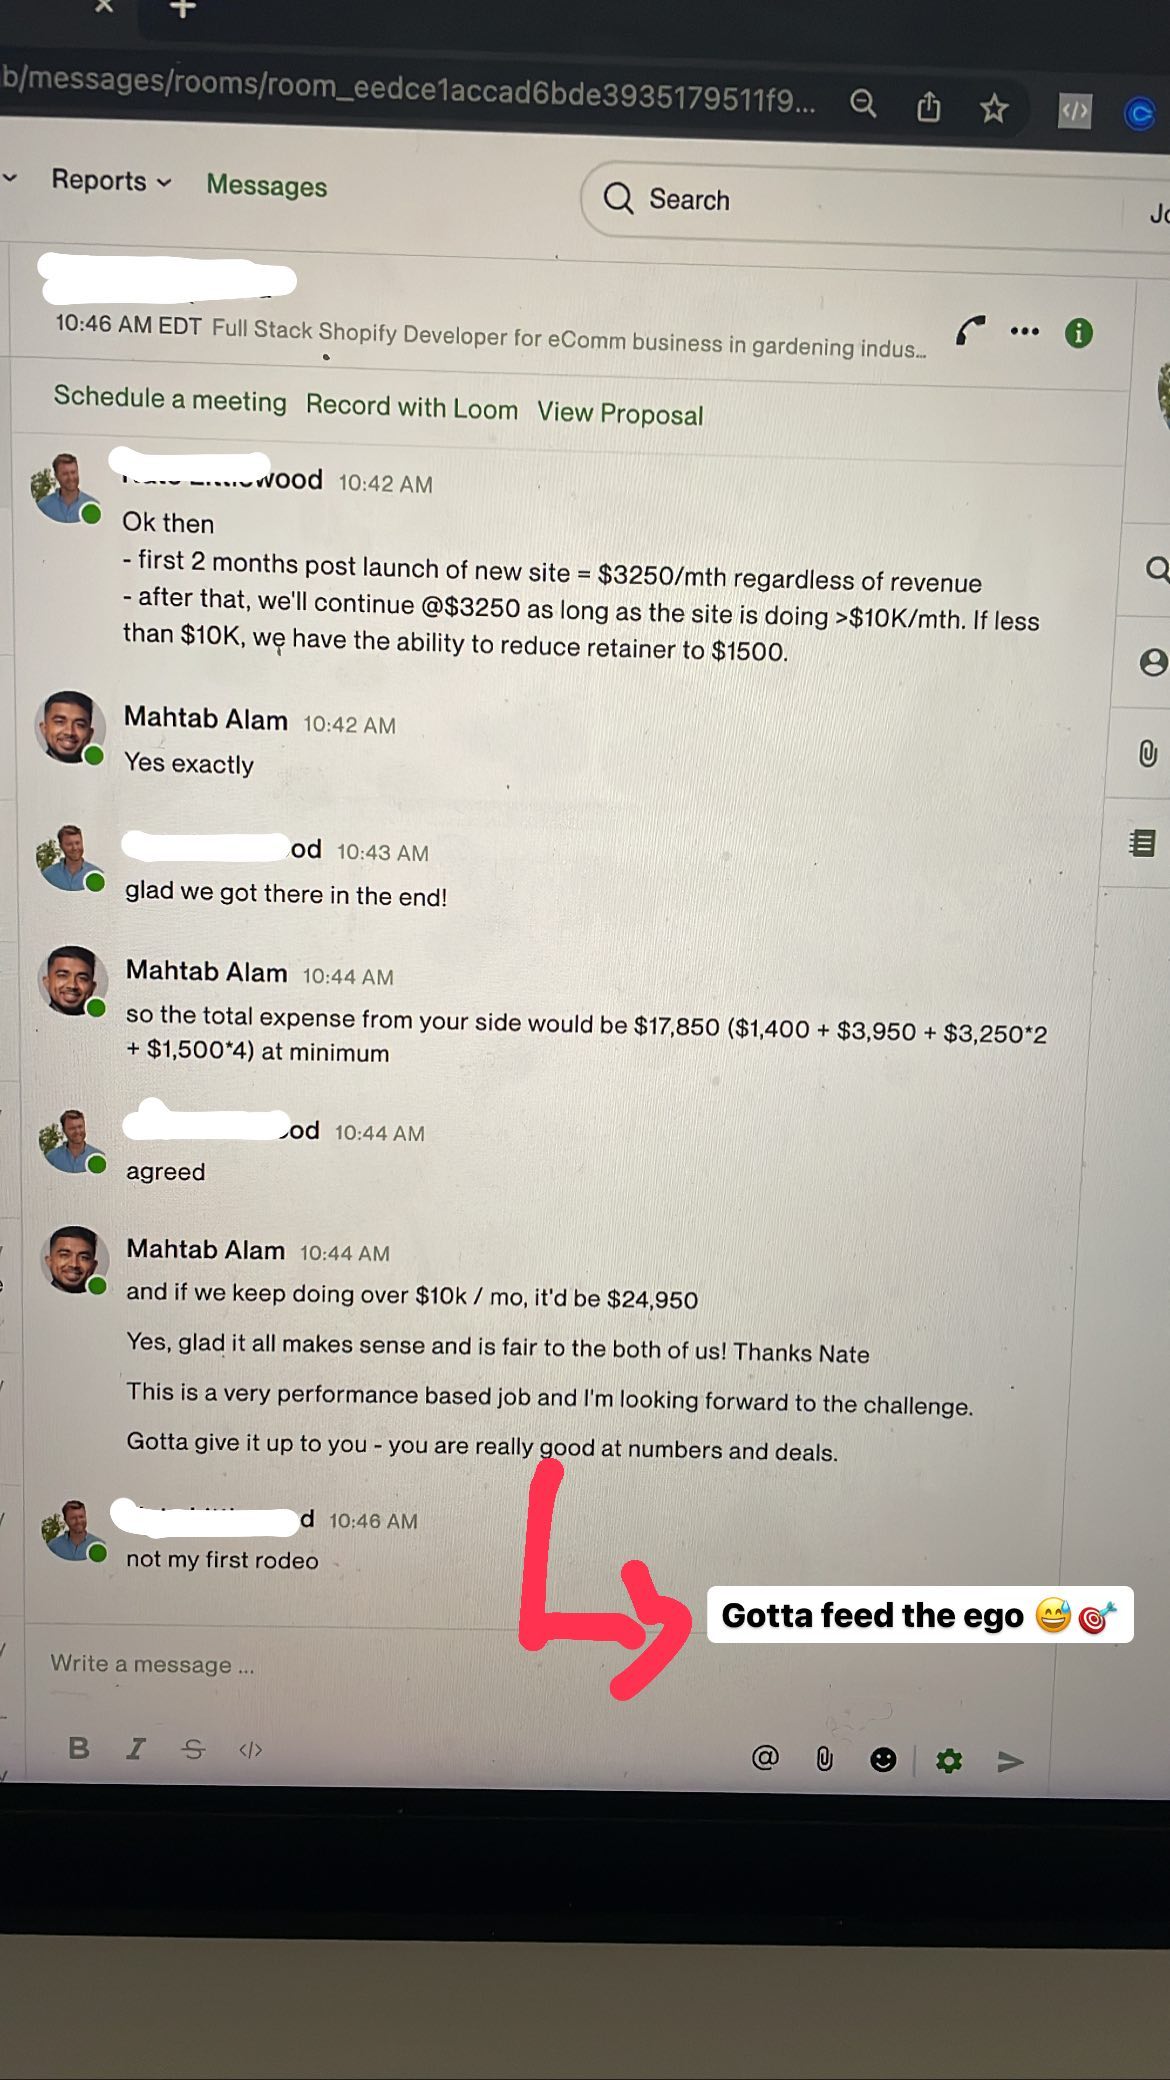 b/messages/rooms/room_eedce1accad6bde3935179511f9...
Reports Messages
Search
10:46 AM EDT Full Stack Shopify Developer for eComm business in gardening indus...
Schedule a meeting Record with Loom View Proposal
wood 10:42 AM
Ok then
- first 2 months post launch of new site = $3250/mth regardless of revenue
- after that, we'll continue @$3250 as long as the site is doing >$10K/mth. If less
than $10K, we have the ability to reduce retainer to $1500.
Mahtab Alam 10:42 AM
Yes exactly
od 10:43 AM
glad we got there in the end!
Mahtab Alam 10:44 AM
so the total expense from your side would be $17,850 ($1,400 + $3,950 + $3,250*2
+ $1,500*4) at minimum
od 10:44 AM
agreed
Mahtab Alam 10:44 AM
and if we keep doing over $10k / mo, it'd be $24,950
Yes, glad it all makes sense and is fair to the both of us! Thanks Nate
This is a very performance based job and I'm looking forward to the challenge.
Gotta give it up to you - you are really good at numbers and deals.
d 10:46 AM
not my first rodeo
Gotta feed the ego 😅🎯
Write a message ...
B I S </>